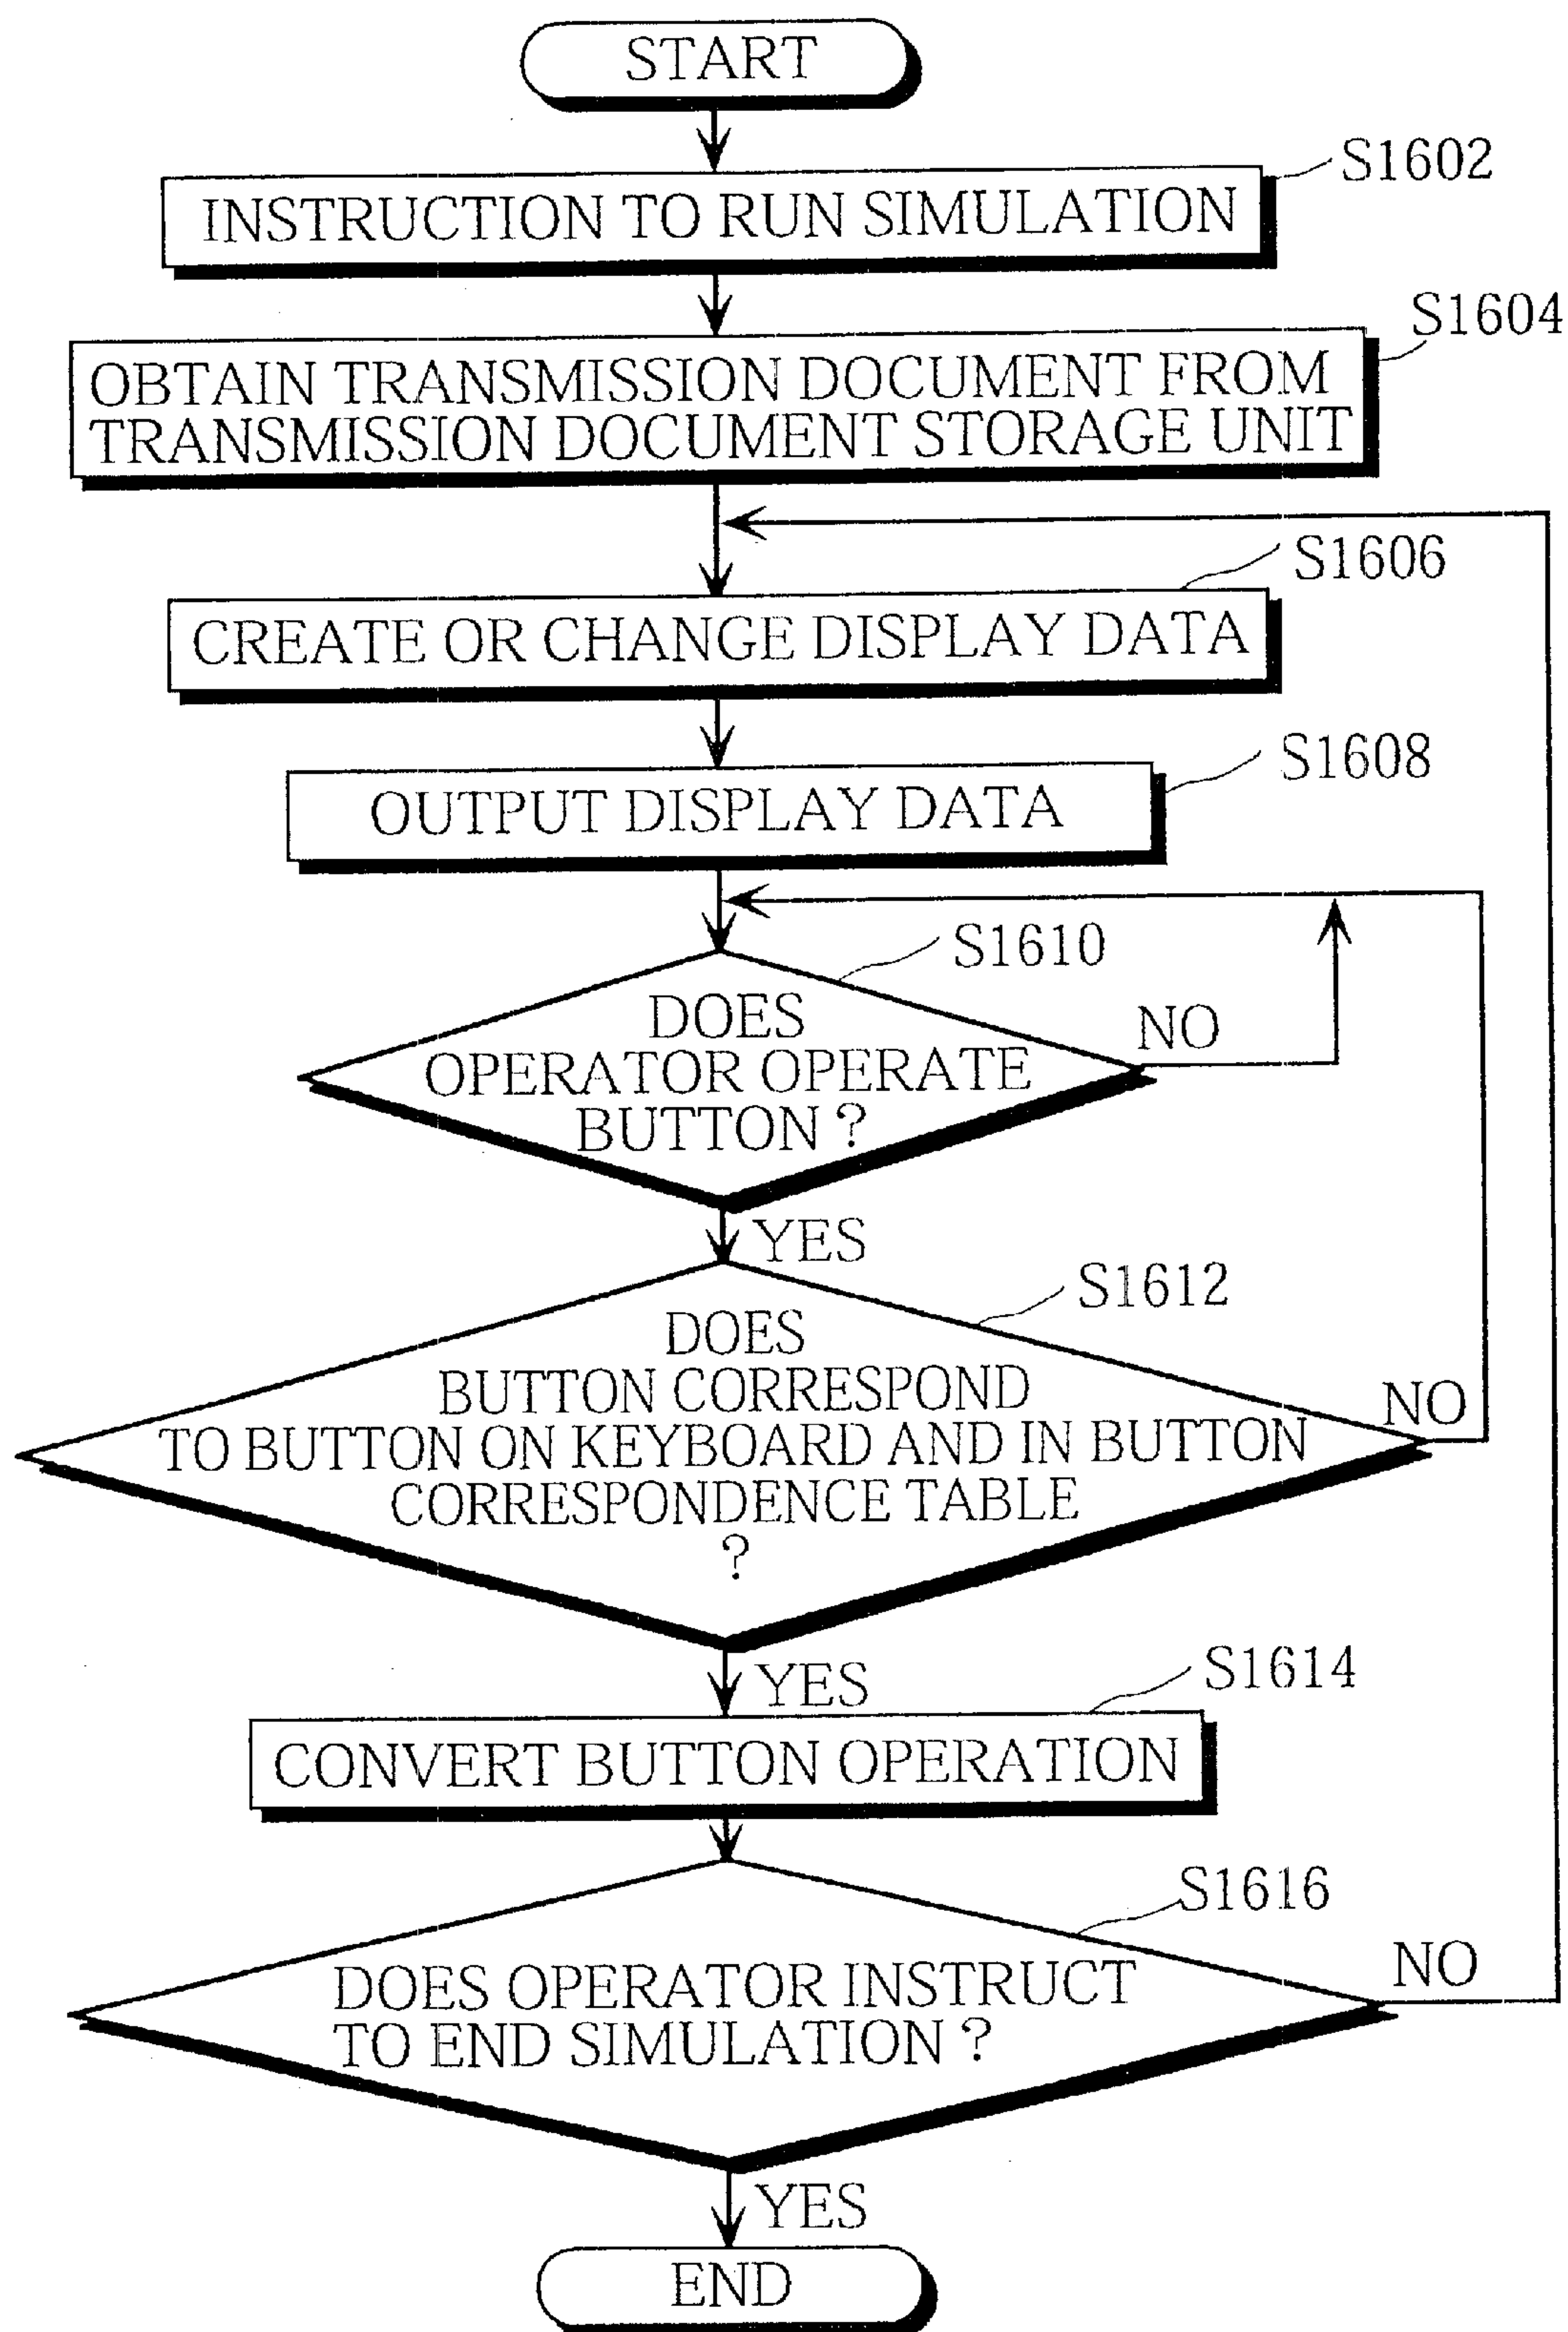 START
S1602
INSTRUCTION TO RUN SIMULATION
S1604
OBTAIN TRANSMISSION DOCUMENT FROM
TRANSMISSION DOCUMENT STORAGE UNIT
S1606
CREATE OR CHANGE DISPLAY DATA
S1608
OUTPUT DISPLAY DATA
S1610
DOES
OPERATOR OPERATE
BUTTON ?
NO
YES
S1612
DOES
BUTTON CORRESPOND
TO BUTTON ON KEYBOARD AND IN BUTTON
CORRESPONDENCE TABLE
?
NO
YES
S1614
CONVERT BUTTON OPERATION
S1616
DOES OPERATOR INSTRUCT
TO END SIMULATION ?
NO
YES
END